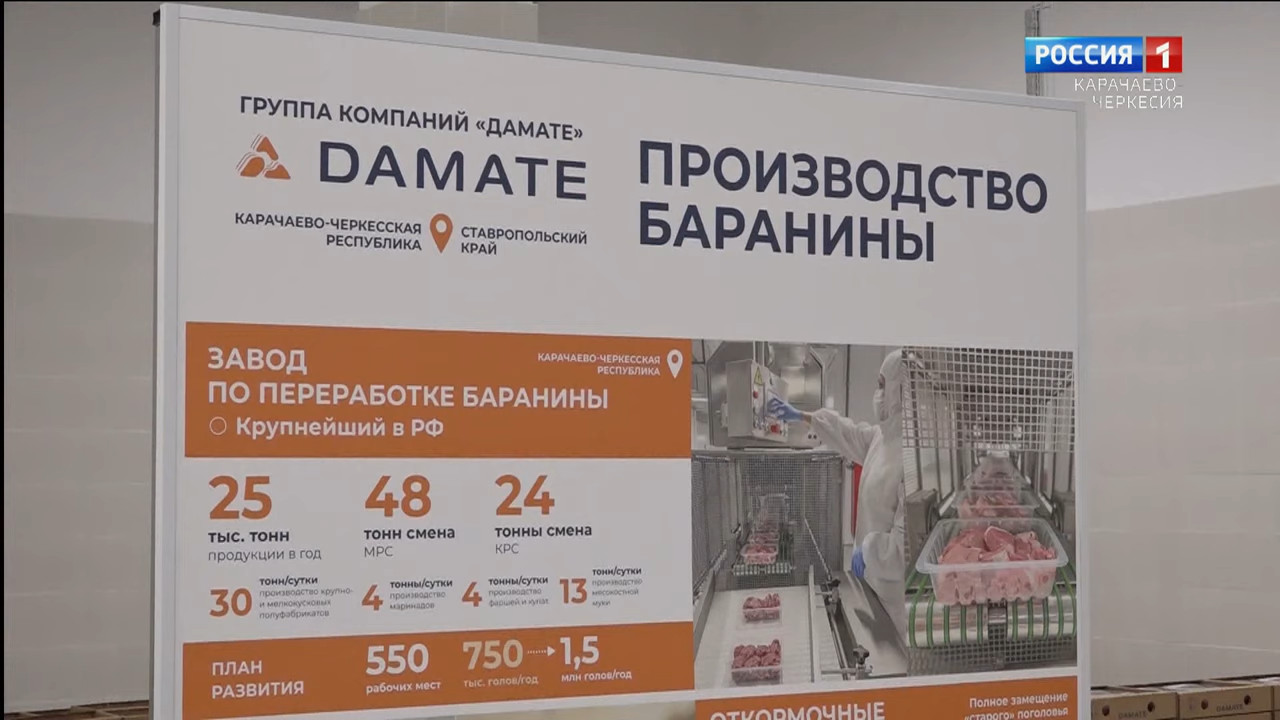 РОССИЯ 1
КАРАЧАЕВО-
ЧЕРКЕСИЯ
ГРУППА КОМПАНИЙ «ДАМАТЕ»
DAMATE
КАРАЧАЕВО-ЧЕРКЕССКАЯ
РЕСПУБЛИКА
СТАВРОПОЛЬСКИЙ
КРАЙ
ПРОИЗВОДСТВО
БАРАНИНЫ
ЗАВОД
ПО ПЕРЕРАБОТКЕ БАРАНИНЫ
Крупнейший в РФ
КАРАЧАЕВО-ЧЕРКЕССКАЯ
РЕСПУБЛИКА
25
тыс. тонн
продукции в год
48
тонн смена
МРС
24
тонны смена
КРС
30
тонн/сутки
производство крупно-
и мелкокусковых
полуфабрикатов
4
тонны/сутки
производство
маринадов
4
тонны/сутки
производство
фаршей и купат
13
тонн/сутки
производство
мясокостной
муки
ПЛАН
РАЗВИТИЯ
550
рабочих мест
750
тыс. голов/год
1,5
млн голов/год
ОТКОРМОЧНЫЕ
Полное замещение
"старого" поголовья
DAMATE
DAMATE